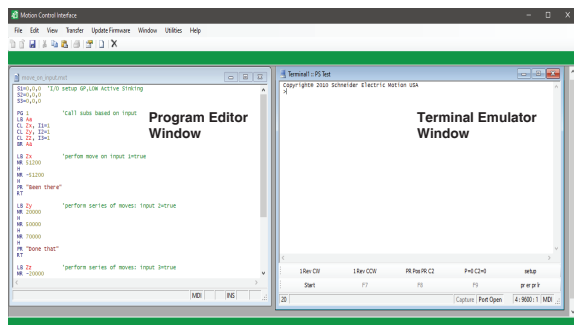 Motion Control Interface
File Edit View Transfer Update Firmware Window Utilities Help
move_on_input.mxt
S1=0,0,0 'I/O setup GP,LOW Active Sinking
S2=0,0,0
S3=0,0,0
PG 1 'Call subs based on input
LB Aa
CL Zx, I1=1
CL Zy, I2=1
CL Zz, I3=1
BR Aa
LB Zx 'perfom move on input 1=true
MR 51200
H
MR -51200
H
PR "Been there"
RT
LB Zy 'perform series of moves: input 2=true
MR 20000
H
MR 50000
H
MR 70000
H
PR "Done that"
RT
LB Zz 'perform series of moves: input 3=true
MR -20000
MDI INS
Program Editor
Window
Terminal1 :: PS Test
Copyright© 2010 Schneider Electric Motion USA
>
Terminal Emulator
Window
1 Rev CW 1 Rev CCW PR Pos PR C2 P=0 C2=0 setup
Start F7 F8 F9 pr er pr lr
20 Capture Port Open 4 : 9600 : 1 MDI